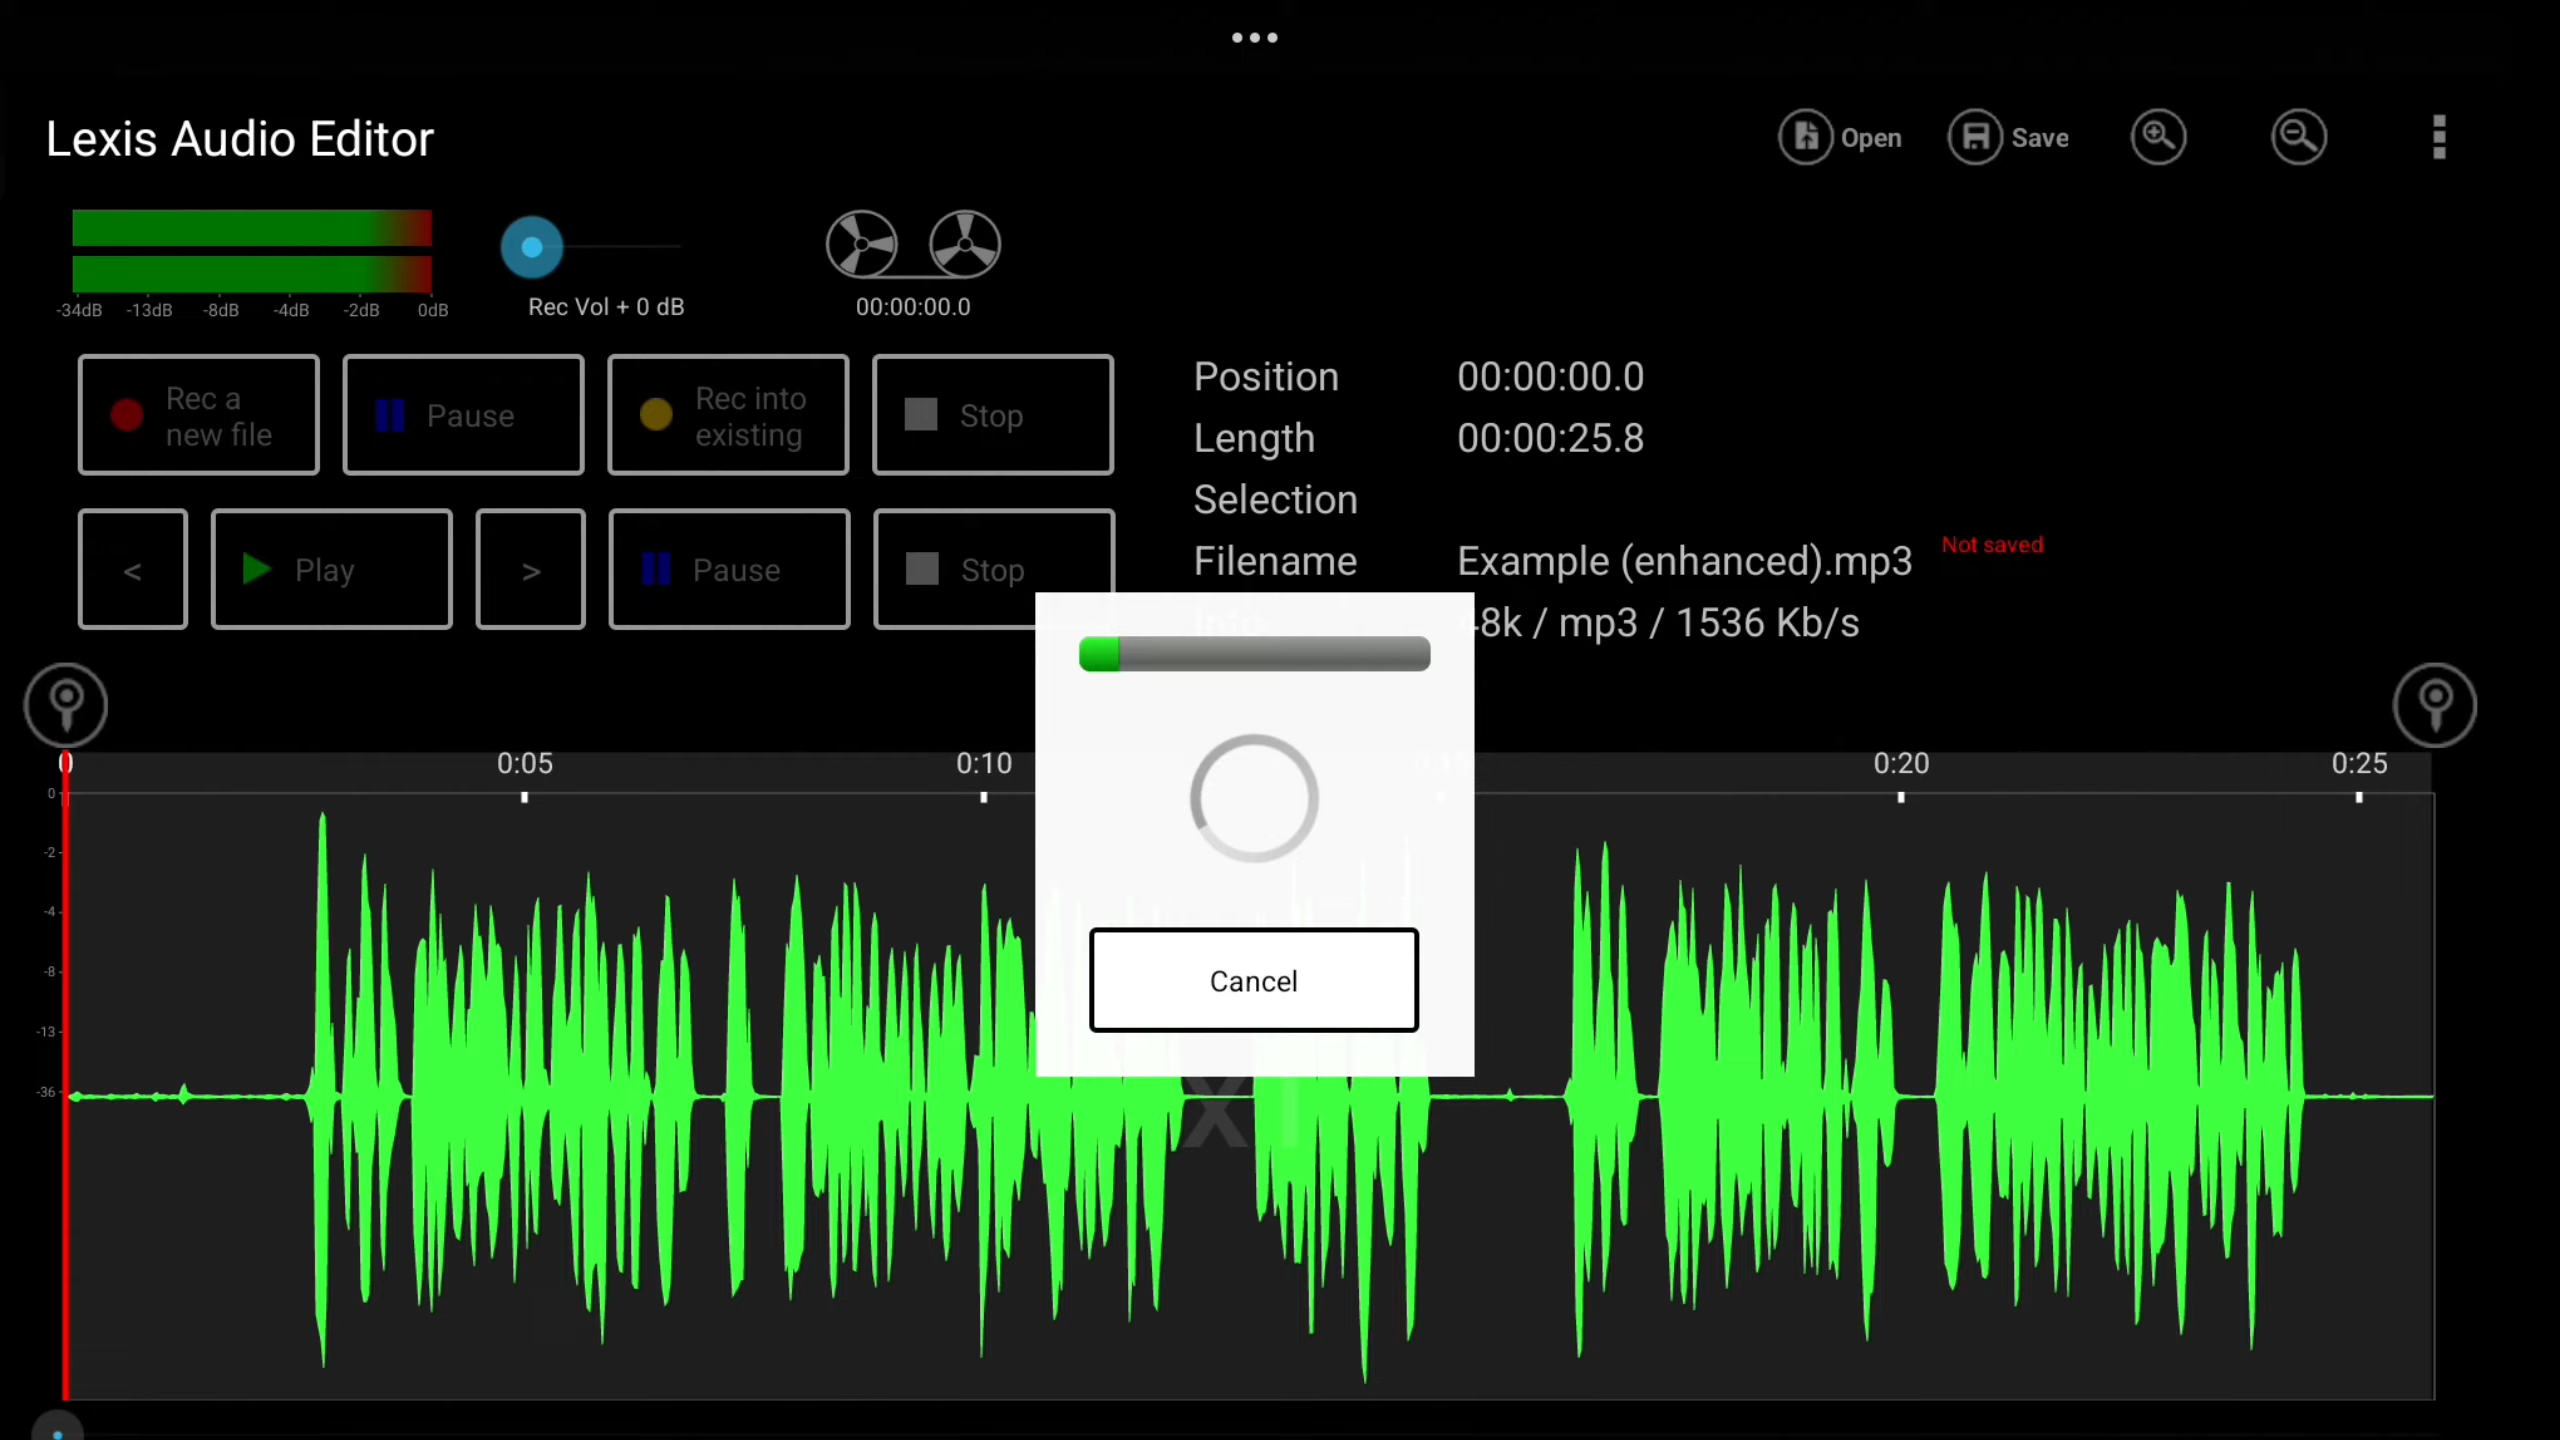 Lexis Audio Editor
Open
Save
-34dB -13dB -8dB -4dB -2dB 0dB
Rec Vol + 0 dB
00:00:00.0
Rec a
new file
Pause
Rec into
existing
Stop
Position 00:00:00.0
Length 00:00:25.8
Selection
Filename Example (enhanced).mp3 Not saved
48k / mp3 / 1536 Kb/s
< Play > Pause Stop
0 0:05 0:10 0:20 0:25
0
-2
-4
-8
-13
-36
Cancel